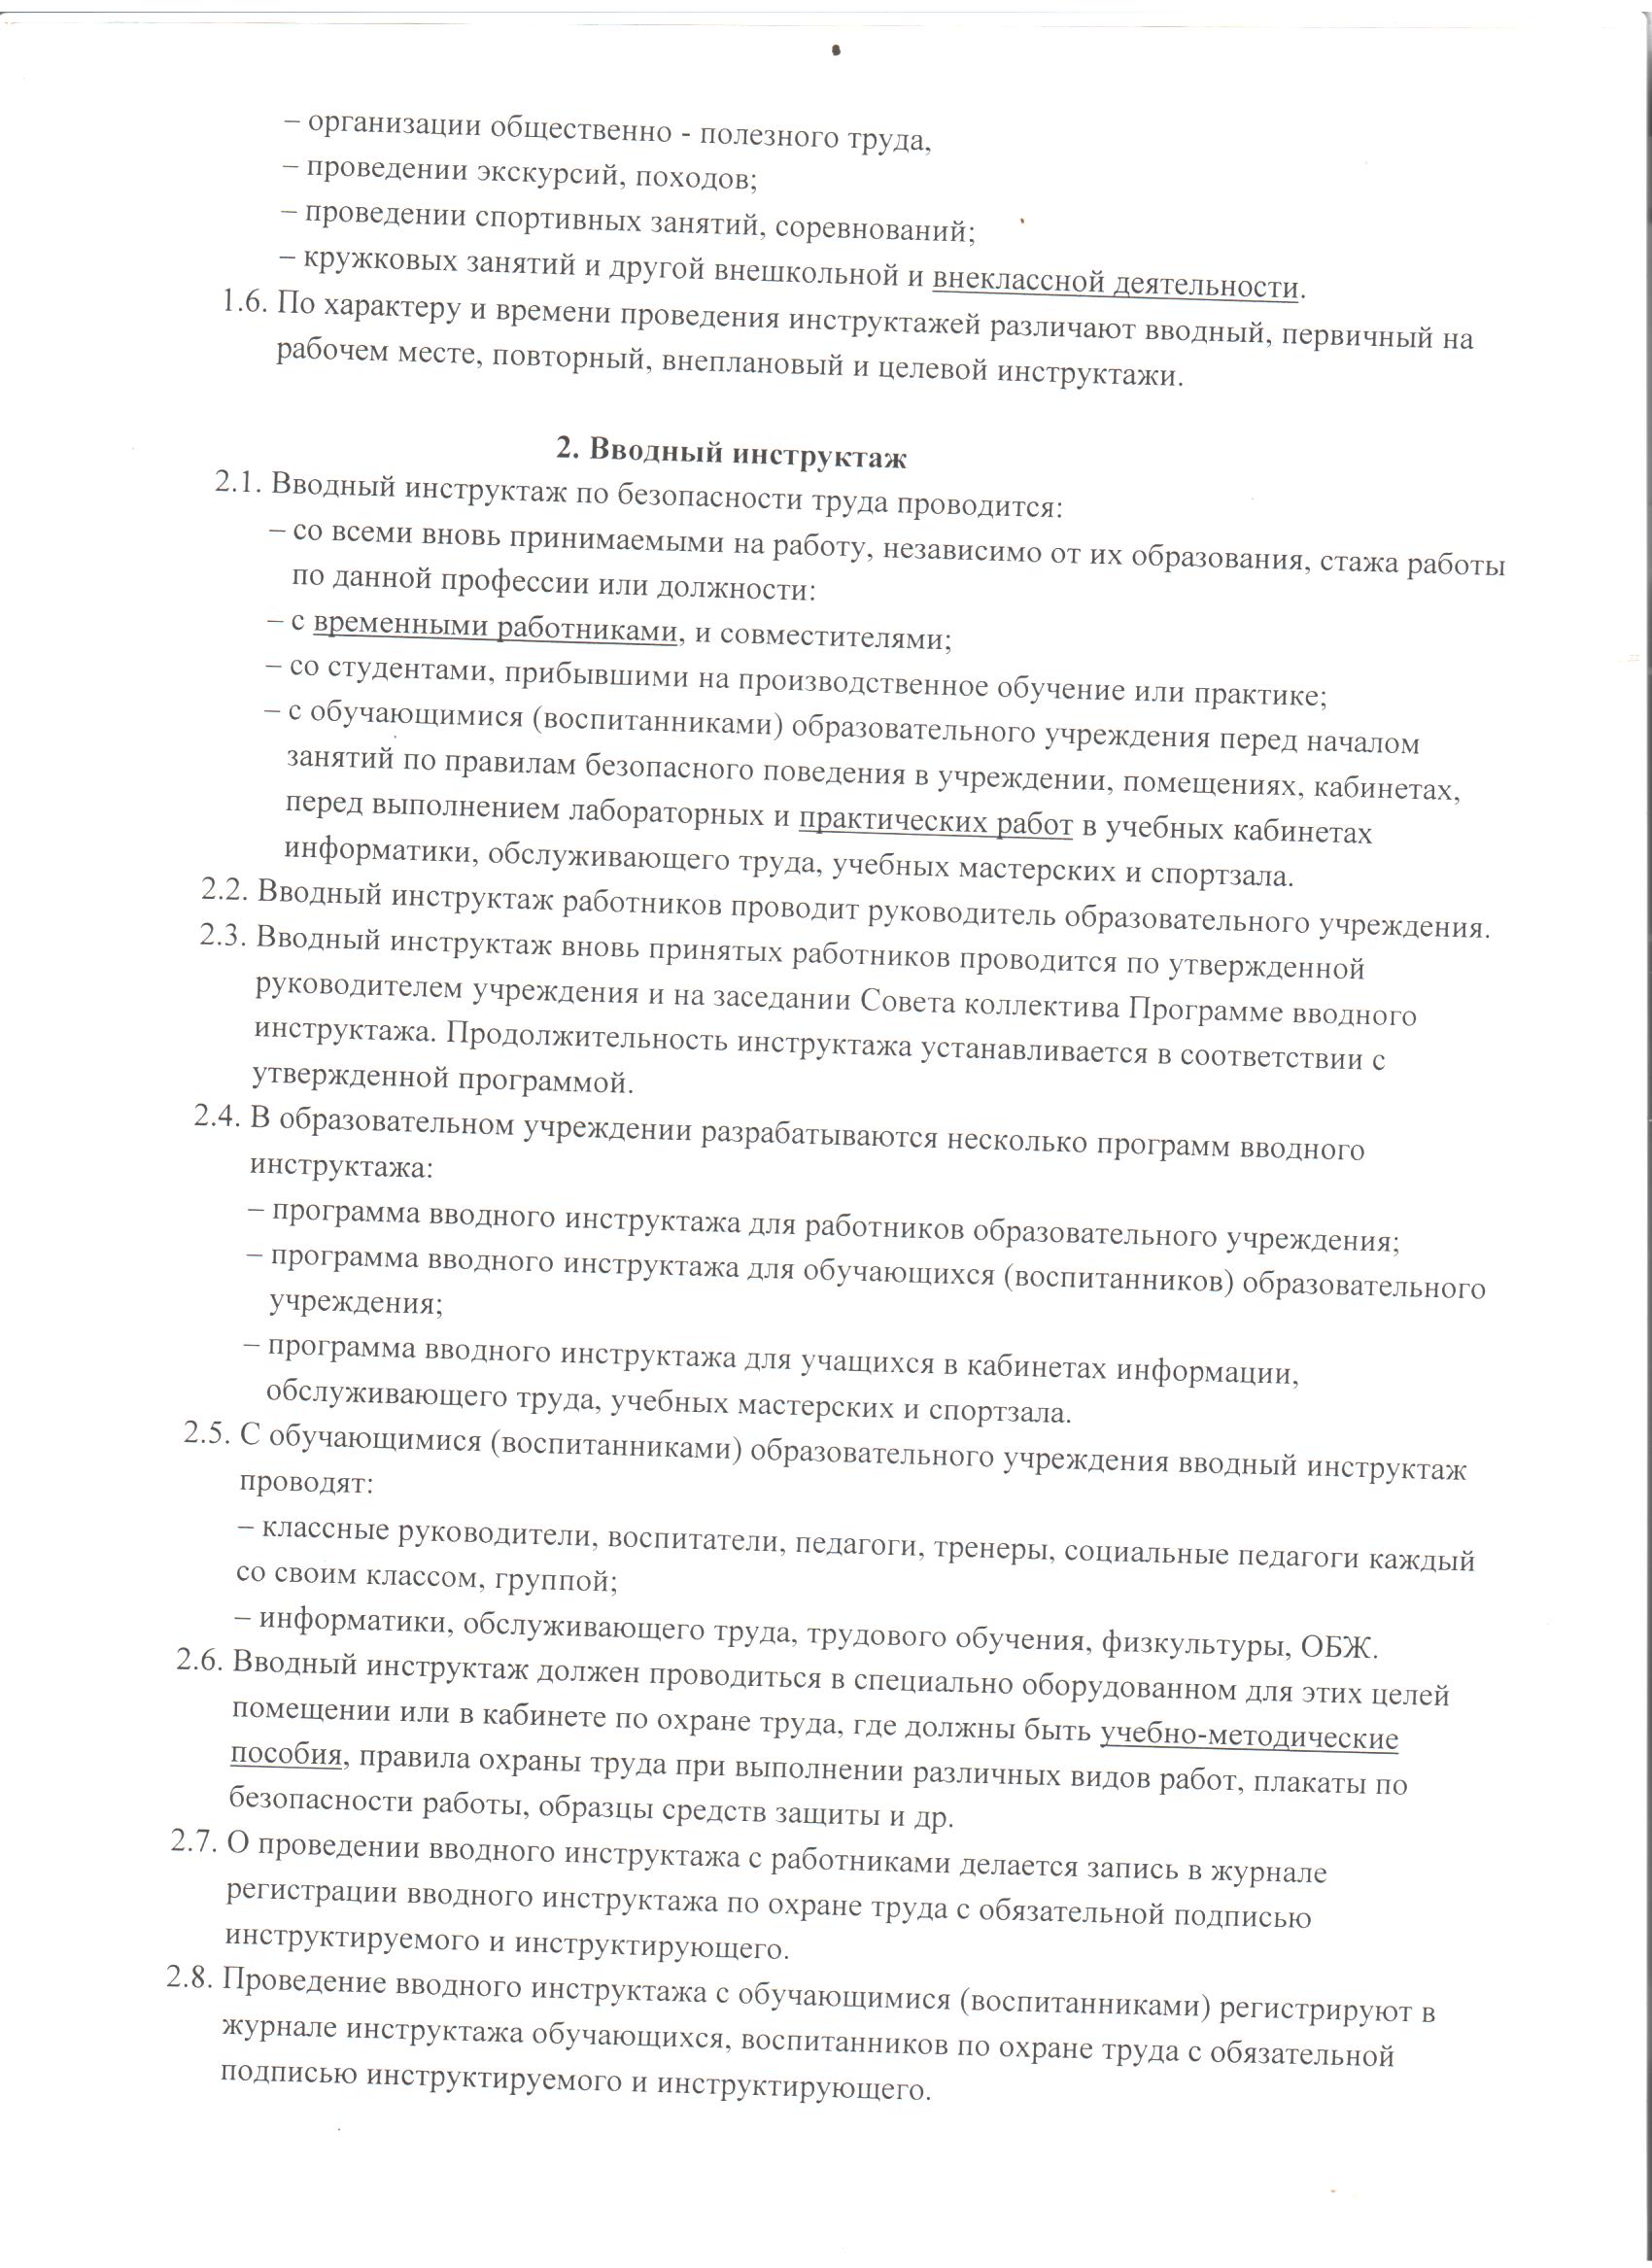 – организации общественно - полезного труда,
– проведении экскурсий, походов;
– проведении спортивных занятий, соревнований;
– кружковых занятий и другой внешкольной и внеклассной деятельности.
1.6. По характеру и времени проведения инструктажей различают вводный, первичный на
рабочем месте, повторный, внеплановый и целевой инструктажи.
2. Вводный инструктаж
2.1. Вводный инструктаж по безопасности труда проводится:
– со всеми вновь принимаемыми на работу, независимо от их образования, стажа работы
по данной профессии или должности:
– с временными работниками, и совместителями;
– со студентами, прибывшими на производственное обучение или практике;
– с обучающимися (воспитанниками) образовательного учреждения перед началом
занятий по правилам безопасного поведения в учреждении, помещениях, кабинетах,
перед выполнением лабораторных и практических работ в учебных кабинетах
информатики, обслуживающего труда, учебных мастерских и спортзала.
2.2. Вводный инструктаж работников проводит руководитель образовательного учреждения.
2.3. Вводный инструктаж вновь принятых работников проводится по утвержденной
руководителем учреждения и на заседании Совета коллектива Программе вводного
инструктажа. Продолжительность инструктажа устанавливается в соответствии с
утвержденной программой.
2.4. В образовательном учреждении разрабатываются несколько программ вводного
инструктажа:
– программа вводного инструктажа для работников образовательного учреждения;
– программа вводного инструктажа для обучающихся (воспитанников) образовательного
учреждения;
– программа вводного инструктажа для учащихся в кабинетах информации,
обслуживающего труда, учебных мастерских и спортзала.
2.5. С обучающимися (воспитанниками) образовательного учреждения вводный инструктаж
проводят:
– классные руководители, воспитатели, педагоги, тренеры, социальные педагоги каждый
со своим классом, группой;
– информатики, обслуживающего труда, трудового обучения, физкультуры, ОБЖ.
2.6. Вводный инструктаж должен проводиться в специально оборудованном для этих целей
помещении или в кабинете по охране труда, где должны быть учебно-методические
пособия, правила охраны труда при выполнении различных видов работ, плакаты по
безопасности работы, образцы средств защиты и др.
2.7. О проведении вводного инструктажа с работниками делается запись в журнале
регистрации вводного инструктажа по охране труда с обязательной подписью
инструктируемого и инструктирующего.
2.8. Проведение вводного инструктажа с обучающимися (воспитанниками) регистрируют в
журнале инструктажа обучающихся, воспитанников по охране труда с обязательной
подписью инструктируемого и инструктирующего.